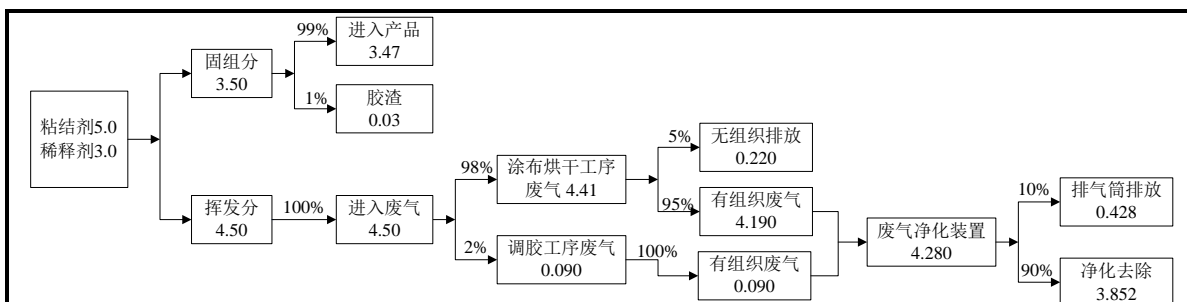 粘结剂5.0
稀释剂3.0
固组分
3.50
99%
进入产品
3.47
1%
胶渣
0.03
挥发分
4.50
100%
进入废气
4.50
98%
涂布烘干工序
废气 4.41
5%
无组织排放
0.220
95%
有组织废气
4.190
2%
调胶工序废气
0.090
100%
有组织废气
0.090
废气净化装置
4.280
10%
排气筒排放
0.428
90%
净化去除
3.852